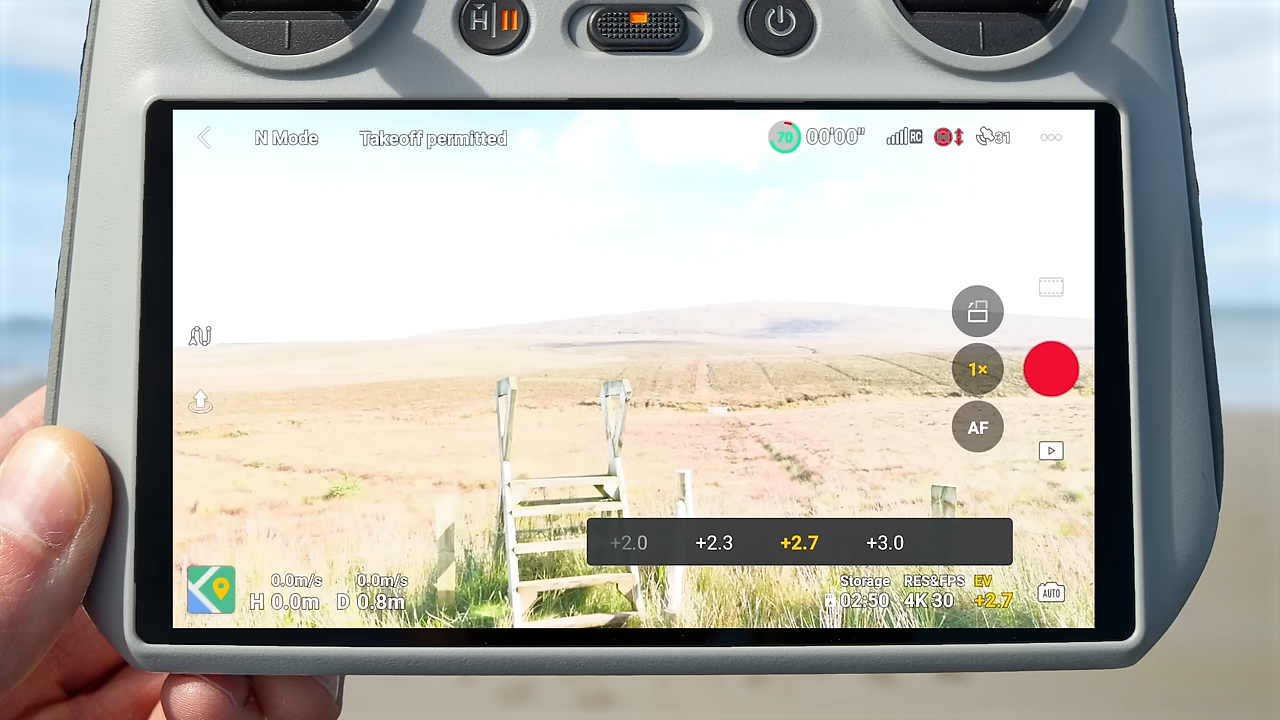 H
N Mode Takeoff permitted 70 00'00" RC 31
1×
AF
+2.0 +2.3 +2.7 +3.0
0.0m/s 0.0m/s Storage RES&FPS EV
H 0.0m D 0.8m 02:50 4K 30 +2.7
AUTO